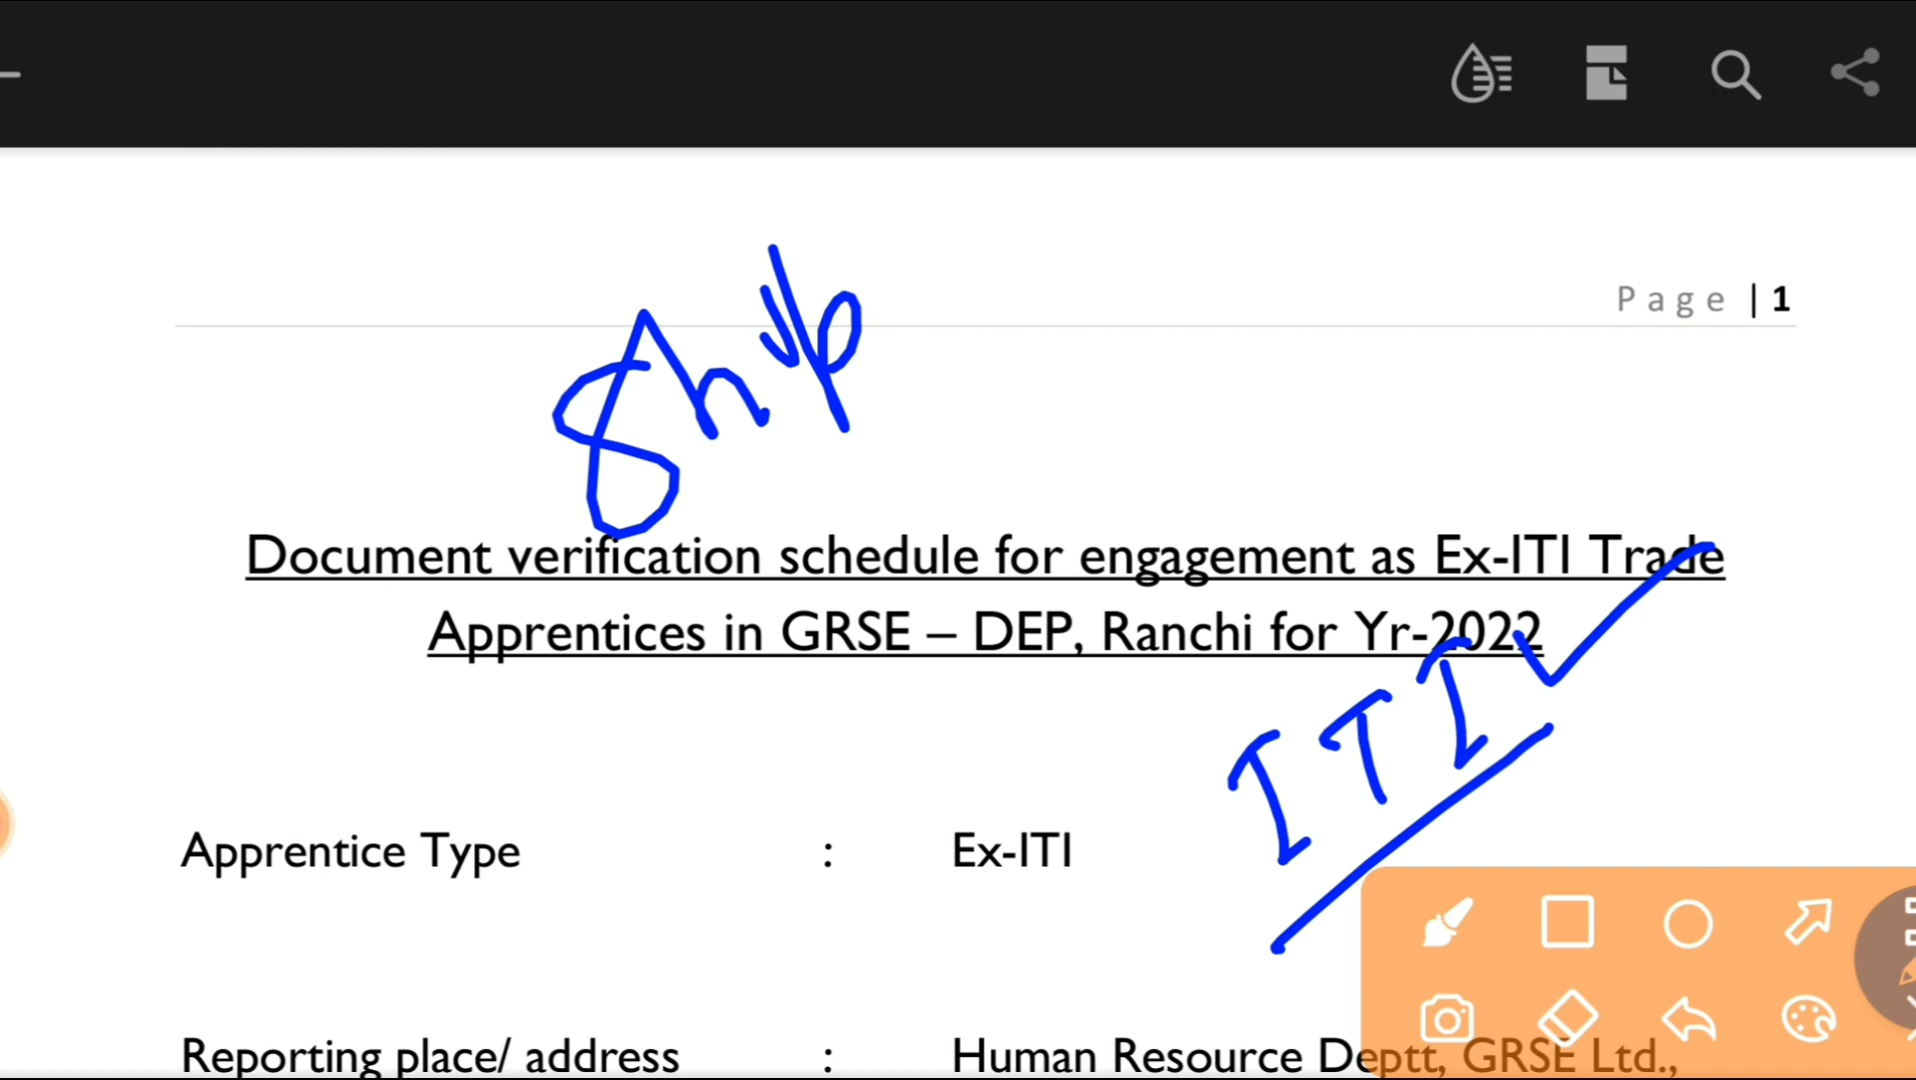 Page | 1
Ship
Document verification schedule for engagement as Ex-ITI Trade
Apprentices in GRSE – DEP, Ranchi for Yr-2022
ITI
Apprentice Type : Ex-ITI
Reporting place/ address : Human Resource Deptt, GRSE Ltd.,